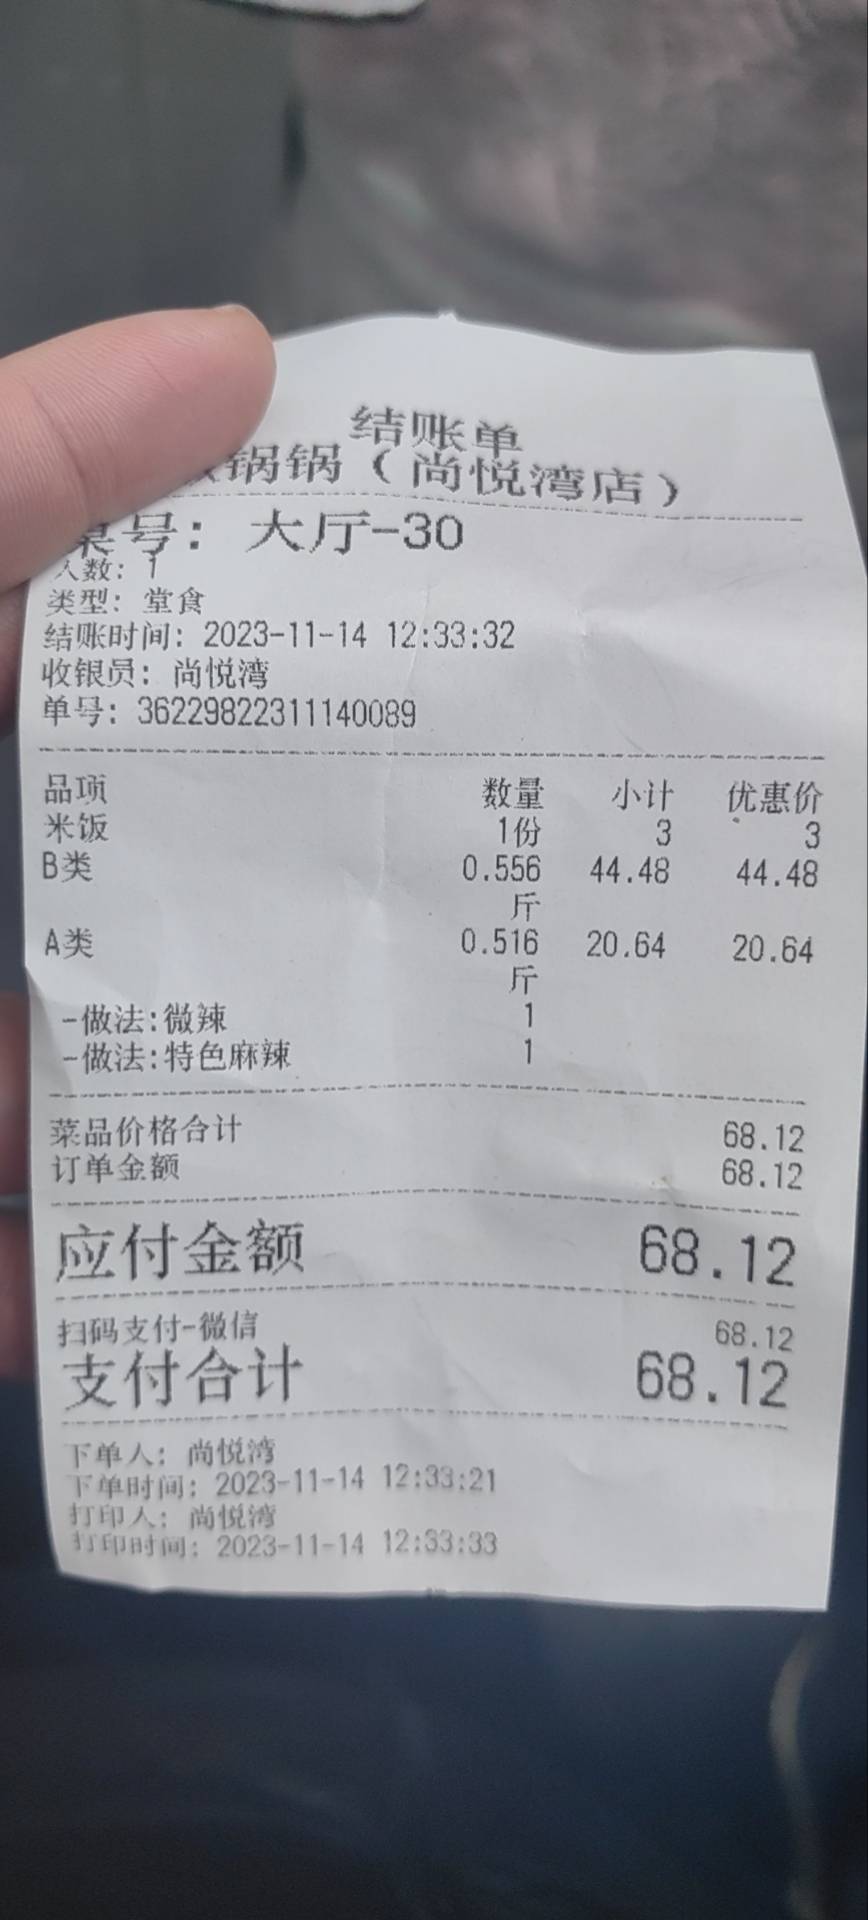 结账单
锅锅（尚悦湾店）
桌号：大厅-30
人数：1
类型：堂食
结账时间：2023-11-14 12:33:32
收银员：尚悦湾
单号：36229822311140089
品项 数量 小计 优惠价
米饭 1份 3 3
B类 0.556 44.48 44.48
斤
A类 0.516 20.64 20.64
斤
-做法:微辣 1
-做法:特色麻辣 1
菜品价格合计 68.12
订单金额 68.12
应付金额 68.12
扫码支付-微信 68.12
支付合计 68.12
下单人：尚悦湾
下单时间：2023-11-14 12:33:21
打印人：尚悦湾
打印时间：2023-11-14 12:33:33